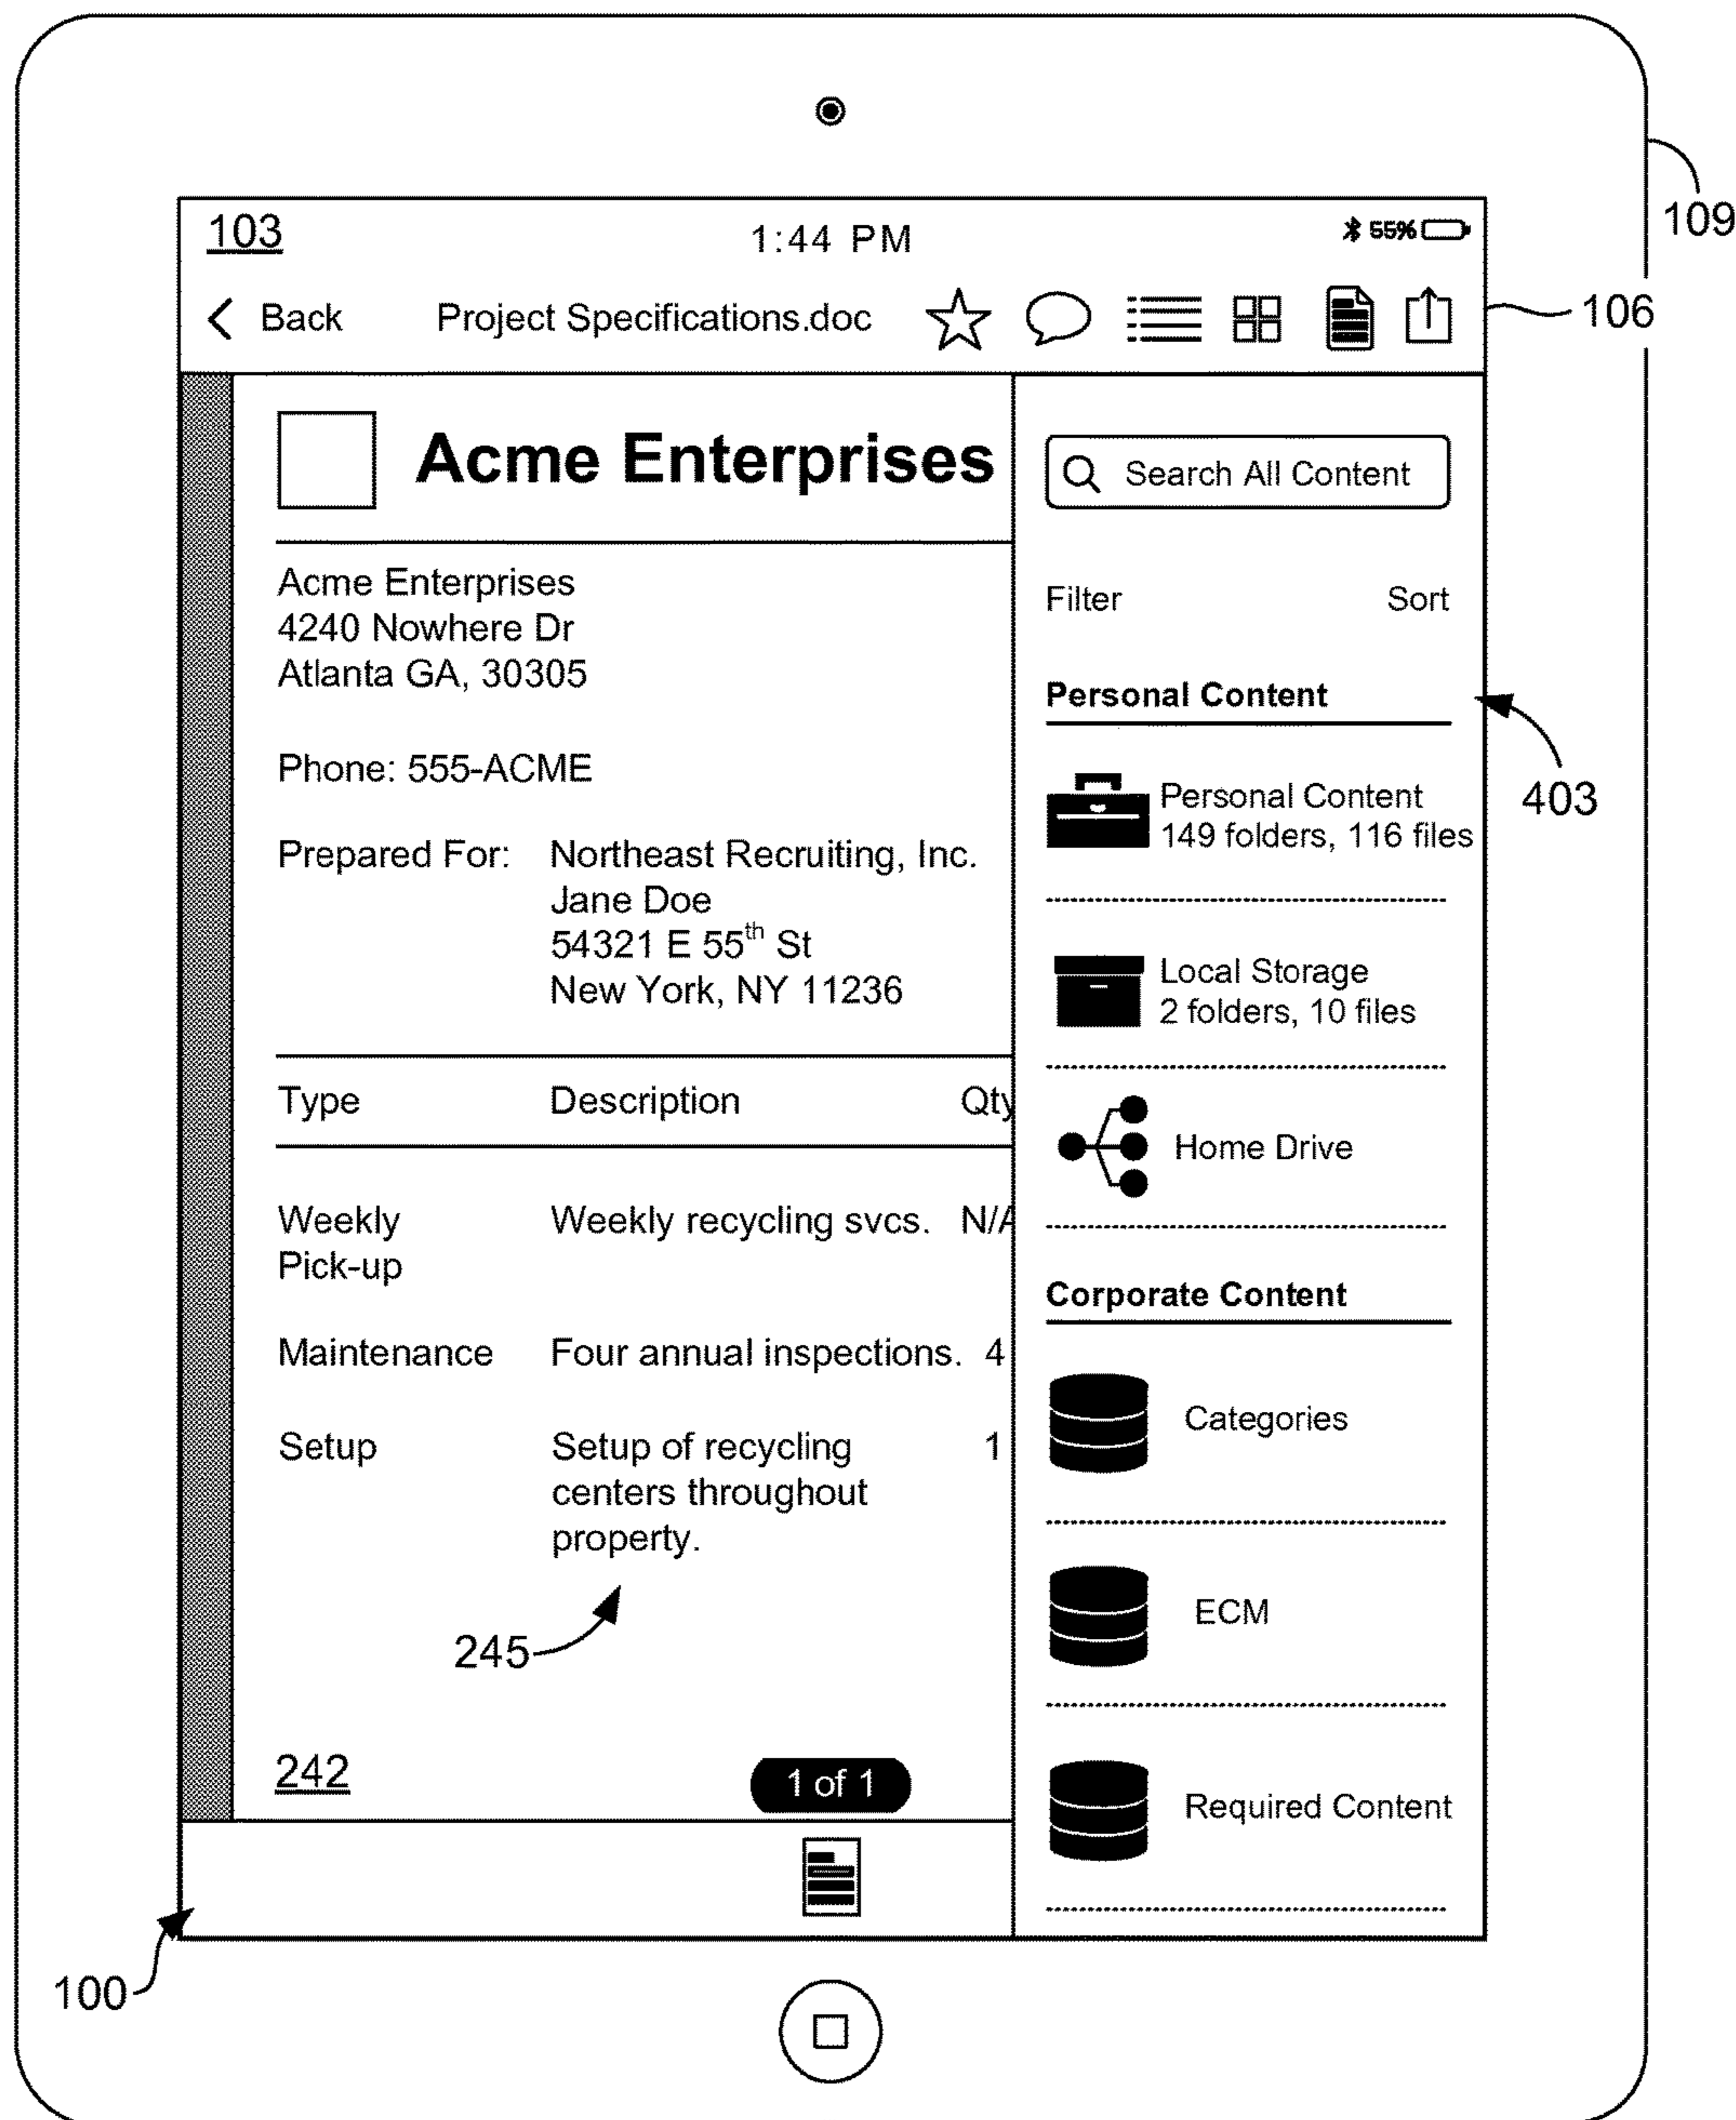 109
103
1:44 PM
55%
Back
Project Specifications.doc
106
Acme Enterprises
Acme Enterprises
4240 Nowhere Dr
Atlanta GA, 30305
Phone: 555-ACME
Prepared For: Northeast Recruiting, Inc.
Jane Doe
54321 E 55th St
New York, NY 11236
Type Description Qty
Weekly Weekly recycling svcs. N/A
Pick-up
Maintenance Four annual inspections. 4
Setup Setup of recycling 1
centers throughout
property.
245
242
1 of 1
Search All Content
Filter Sort
Personal Content
403
Personal Content
149 folders, 116 files
Local Storage
2 folders, 10 files
Home Drive
Corporate Content
Categories
ECM
Required Content
100